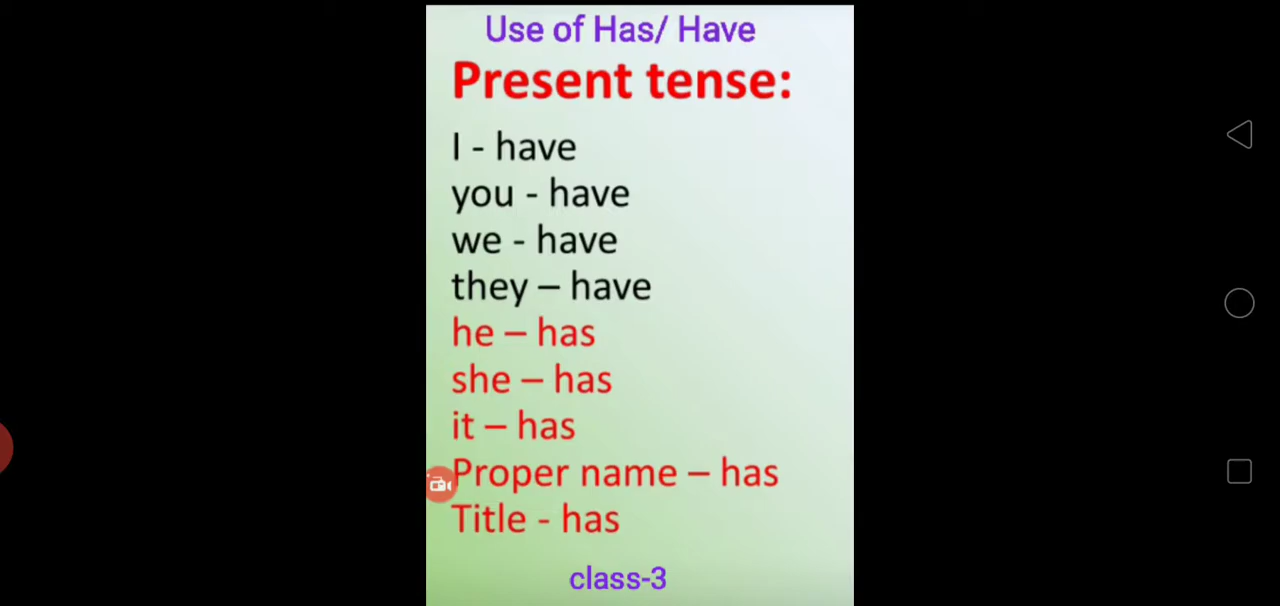 Use of Has/ Have
Present tense:
I - have
you - have
we - have
they – have
he – has
she – has
it – has
Proper name – has
Title - has
class-3